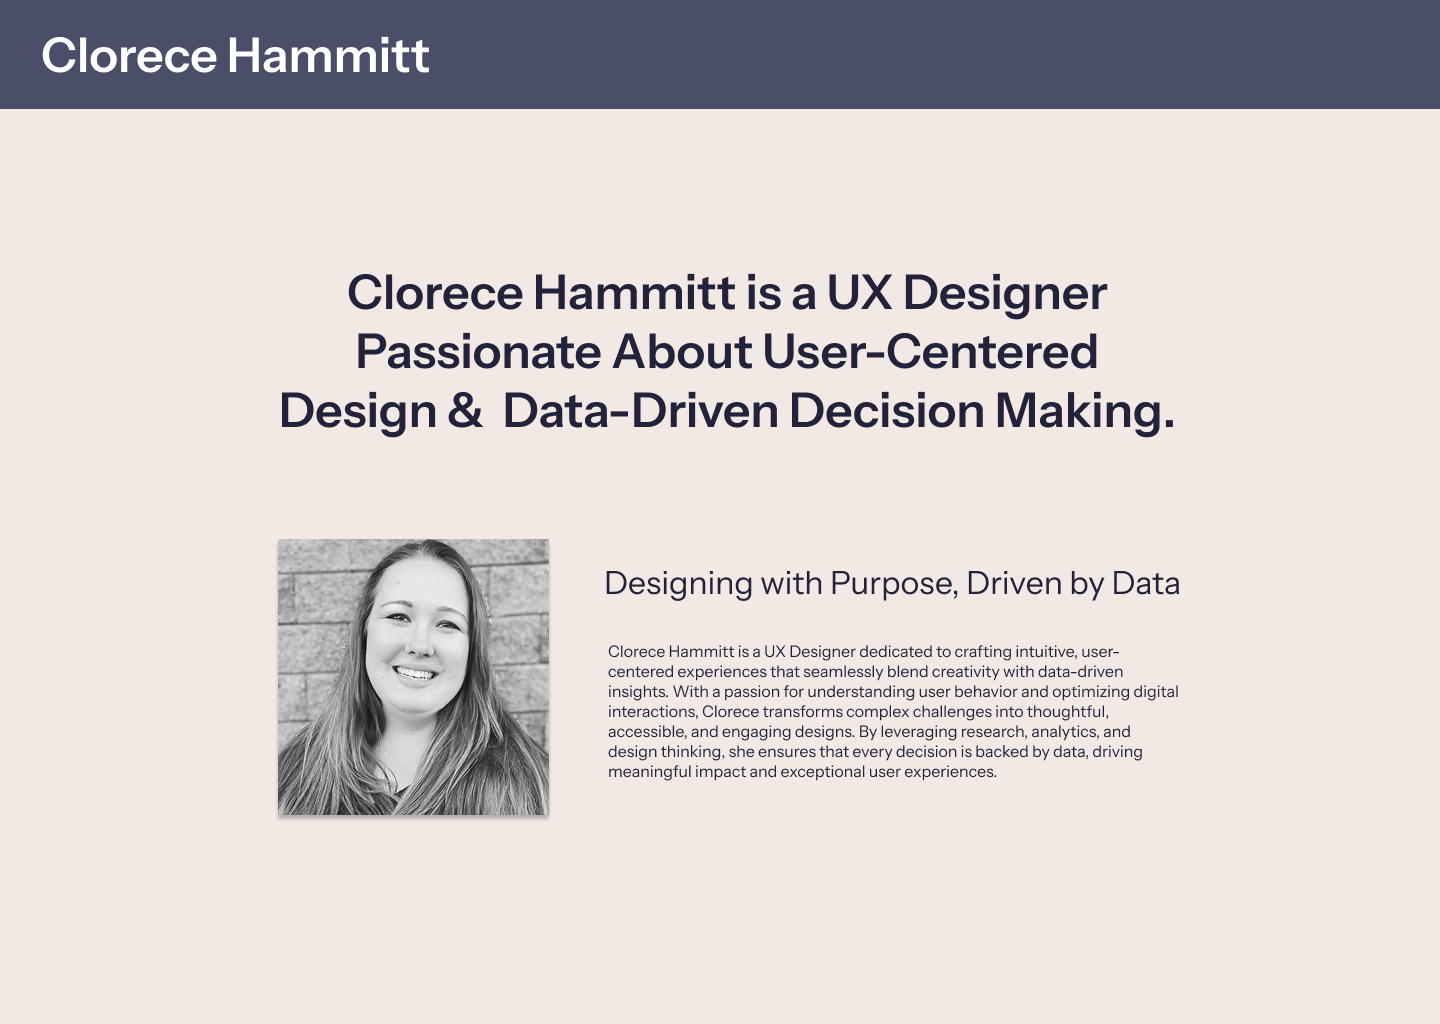 Clorece Hammitt
Clorece Hammitt is a UX Designer
Passionate About User-Centered
Design &  Data-Driven Decision Making.
Designing with Purpose, Driven by Data
Clorece Hammitt is a UX Designer dedicated to crafting intuitive, user-
centered experiences that seamlessly blend creativity with data-driven
insights. With a passion for understanding user behavior and optimizing digital
interactions, Clorece transforms complex challenges into thoughtful,
accessible, and engaging designs. By leveraging research, analytics, and
design thinking, she ensures that every decision is backed by data, driving
meaningful impact and exceptional user experiences.